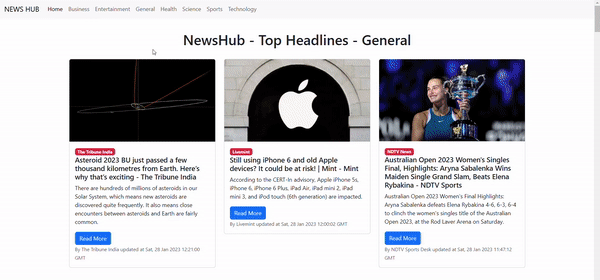 NEWS HUB Home Business Entertainment General Health Science Sports Technology
NewsHub - Top Headlines - General
The Tribune India
Asteroid 2023 BU just passed a few
thousand kilometres from Earth. Here's
why that's exciting - The Tribune India
There are hundreds of millions of asteroids in our
Solar System, which means new asteroids are
discovered quite frequently. It also means close
encounters between asteroids and Earth are fairly
common.
Read More
By The Tribune India updated at Sat, 28 Jan 2023 12:21:00
GMT
Livemint
Still using iPhone 6 and old Apple
devices? It could be at risk! | Mint - Mint
According to the CERT-In advisory, Apple iPhone 5s,
iPhone 6, iPhone 6 Plus, iPad Air, iPad mini 2, iPad
mini 3, and iPod touch (6th generation) are impacted.
Read More
By Livemint updated at Sat, 28 Jan 2023 12:00:02 GMT
NDTV News
Australian Open 2023 Women's Singles
Final, Highlights: Aryna Sabalenka Wins
Maiden Single Grand Slam, Beats Elena
Rybakina - NDTV Sports
Australian Open 2023 Women's Final Highlights:
Aryna Sabalenka defeats Elena Rybakina 4-6, 6-3, 6-4
to clinch the women's singles title of the Australian
Open 2023, at the Rod Laver Arena on Saturday.
Read More
By NDTV Sports Desk updated at Sat, 28 Jan 2023 11:47:12
GMT